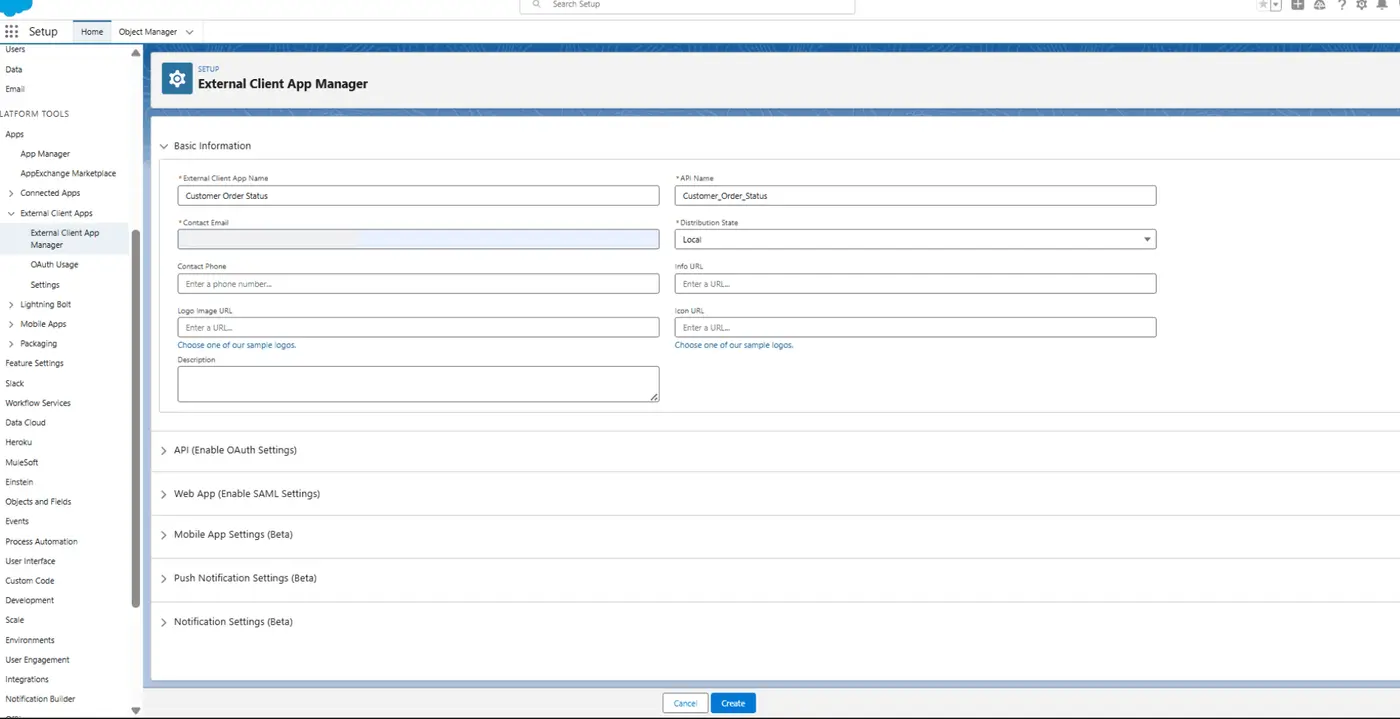 Search Setup
Setup
Home
Object Manager
Users
Data
Email
LATFORM TOOLS
Apps
App Manager
AppExchange Marketplace
Connected Apps
External Client Apps
External Client App
Manager
OAuth Usage
Settings
Lightning Bolt
Mobile Apps
Packaging
Feature Settings
Slack
Workflow Services
Data Cloud
Heroku
MuleSoft
Einstein
Objects and Fields
Events
Process Automation
User Interface
Custom Code
Development
Scale
Environments
User Engagement
Integrations
Notification Builder
SETUP
External Client App Manager
Basic Information
* External Client App Name
Customer Order Status
* API Name
Customer_Order_Status
* Contact Email
* Distribution State
Local
Contact Phone
Enter a phone number...
Info URL
Enter a URL...
Logo Image URL
Enter a URL...
Choose one of our sample logos.
Icon URL
Enter a URL...
Choose one of our sample logos.
Description
API (Enable OAuth Settings)
Web App (Enable SAML Settings)
Mobile App Settings (Beta)
Push Notification Settings (Beta)
Notification Settings (Beta)
Cancel
Create